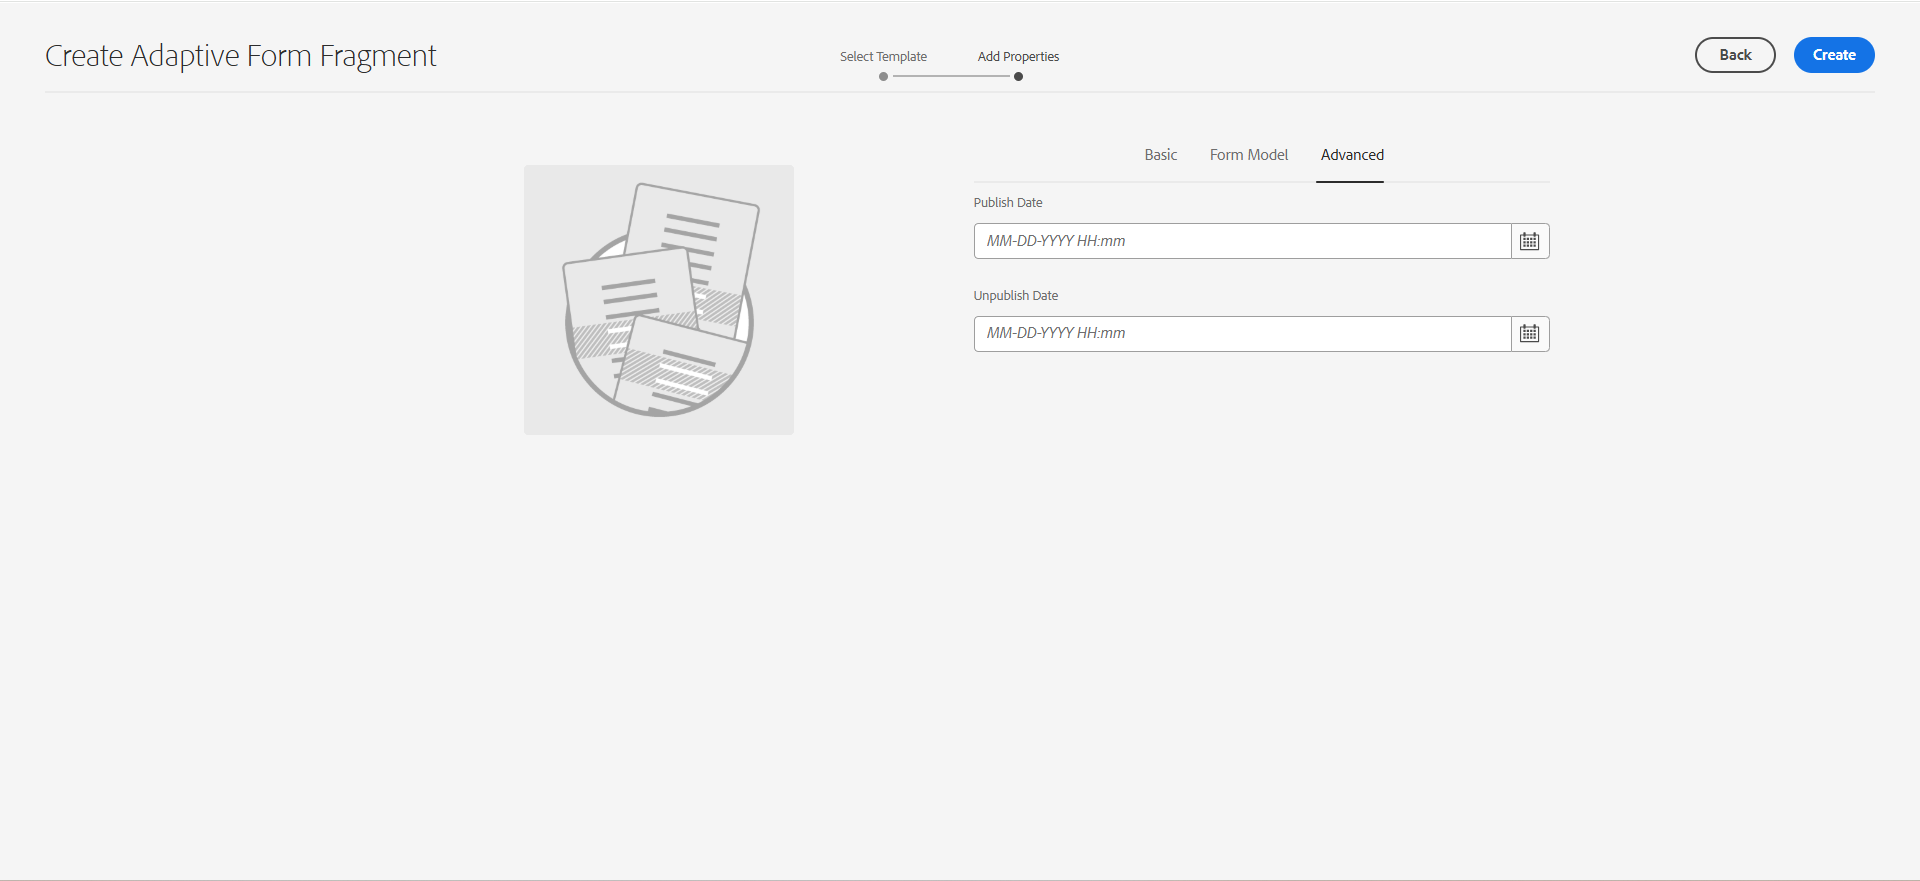 Create Adaptive Form Fragment
Select Template
Add Properties
Back
Create
Basic
Form Model
Advanced
Publish Date
MM-DD-YYYY HH:mm
Unpublish Date
MM-DD-YYYY HH:mm